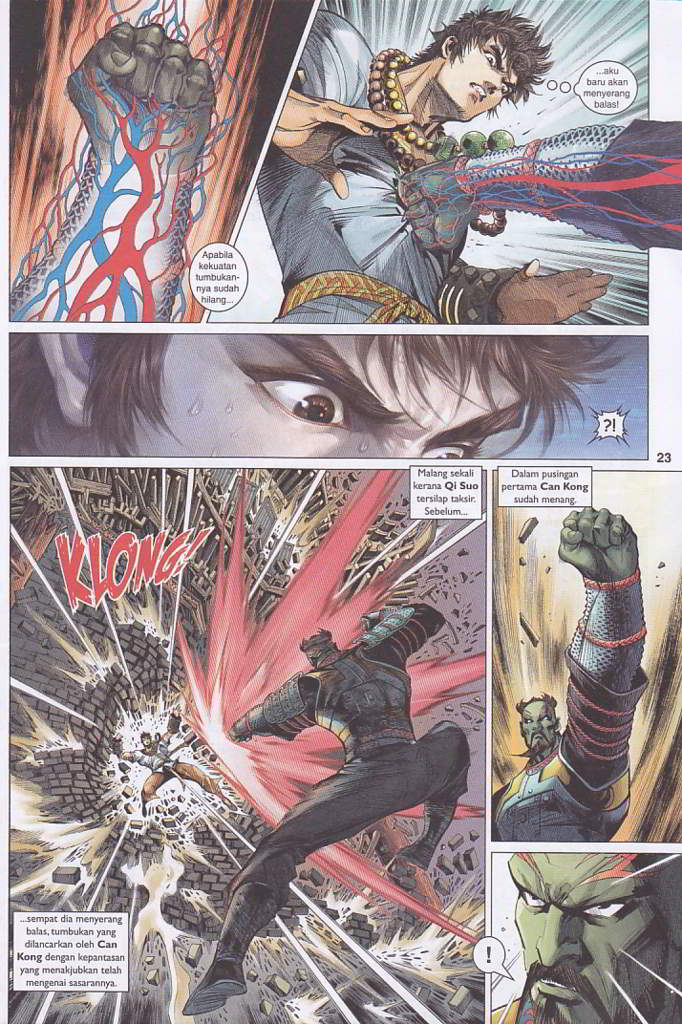 Apabila
kekuatan
tumbukan-
nya sudah
hilang...
...aku
baru akan
menyerang
balas!
?!
23
Malang sekali
kerana Qi Suo
tersilap taksir.
Sebelum...
KLONG!
...sempat dia menyerang
balas, tumbukan yang
dilancarkan oleh Can
Kong dengan kepantasan
yang menakjubkan telah
mengenai sasarannya.
Dalam pusingan
pertama Can Kong
sudah menang.
!